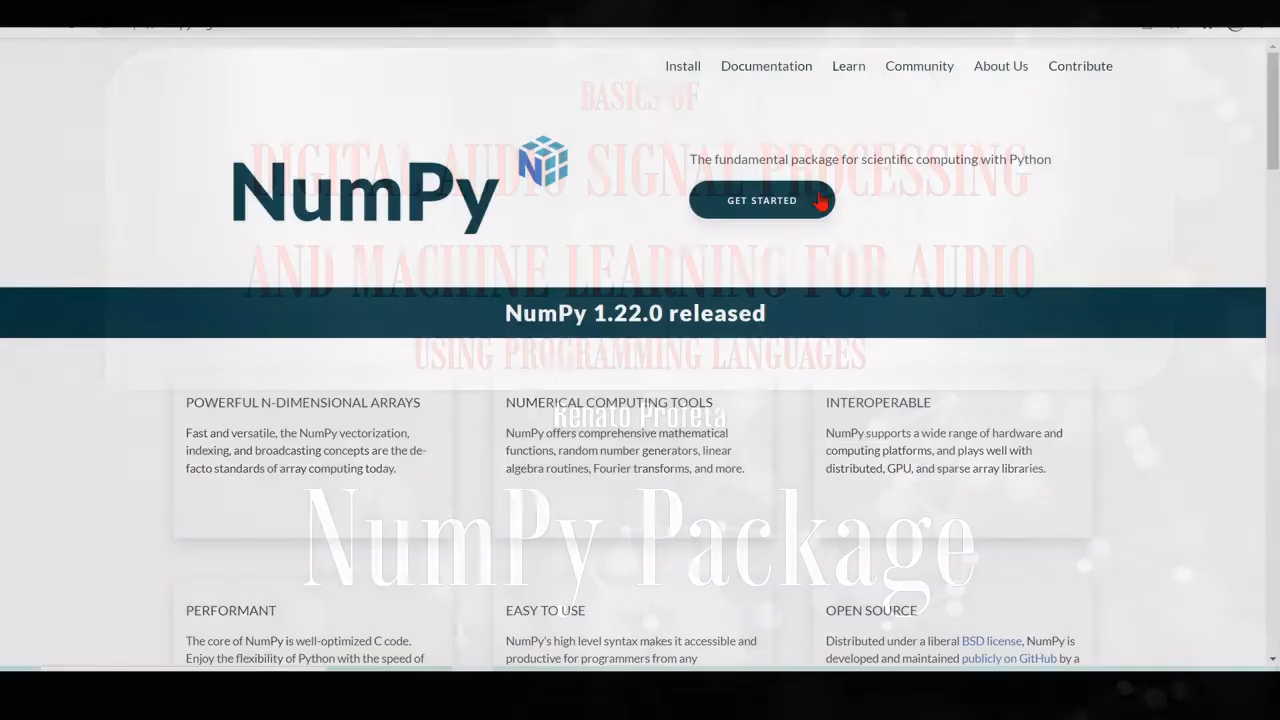 Install Documentation Learn Community About Us Contribute
BASICS OF
DIGITAL AUDIO SIGNAL PROCESSING
AND MACHINE LEARNING FOR AUDIO
USING PROGRAMMING LANGUAGES
Renato Profeta
NumPy Package
NumPy
The fundamental package for scientific computing with Python
GET STARTED
NumPy 1.22.0 released
POWERFUL N-DIMENSIONAL ARRAYS
Fast and versatile, the NumPy vectorization,
indexing, and broadcasting concepts are the de-
facto standards of array computing today.
NUMERICAL COMPUTING TOOLS
NumPy offers comprehensive mathematical
functions, random number generators, linear
algebra routines, Fourier transforms, and more.
INTEROPERABLE
NumPy supports a wide range of hardware and
computing platforms, and plays well with
distributed, GPU, and sparse array libraries.
PERFORMANT
The core of NumPy is well-optimized C code.
Enjoy the flexibility of Python with the speed of
EASY TO USE
NumPy's high level syntax makes it accessible and
productive for programmers from any
OPEN SOURCE
Distributed under a liberal BSD license, NumPy is
developed and maintained publicly on GitHub by a